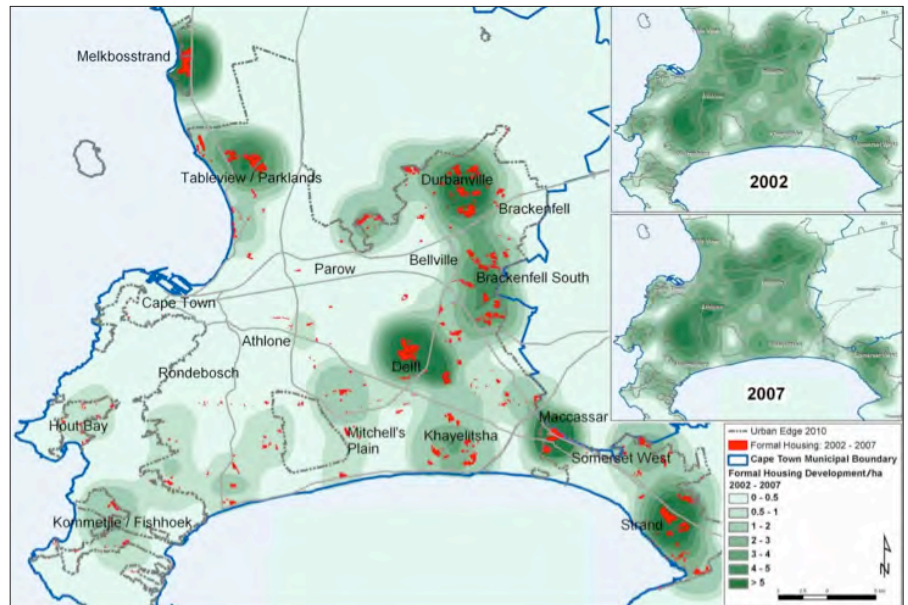 Melkbosstrand
Tableview / Parklands
Durbanville
Brackenfell
Bellville
Parow
Brackenfell South
Cape Town
Athlone
Delft
Rondebosch
Hout Bay
Mitchell's
Plain
Khayelitsha
Maccassar
Somerset West
Strand
Kommetjie / Fishhoek
2002
2007
Urban Edge 2010
Formal Housing: 2002 - 2007
Cape Town Municipal Boundary
Formal Housing Development/ha
2002 - 2007
0 - 0.5
0.5 - 1
1 - 2
2 - 3
3 - 4
4 - 5
> 5